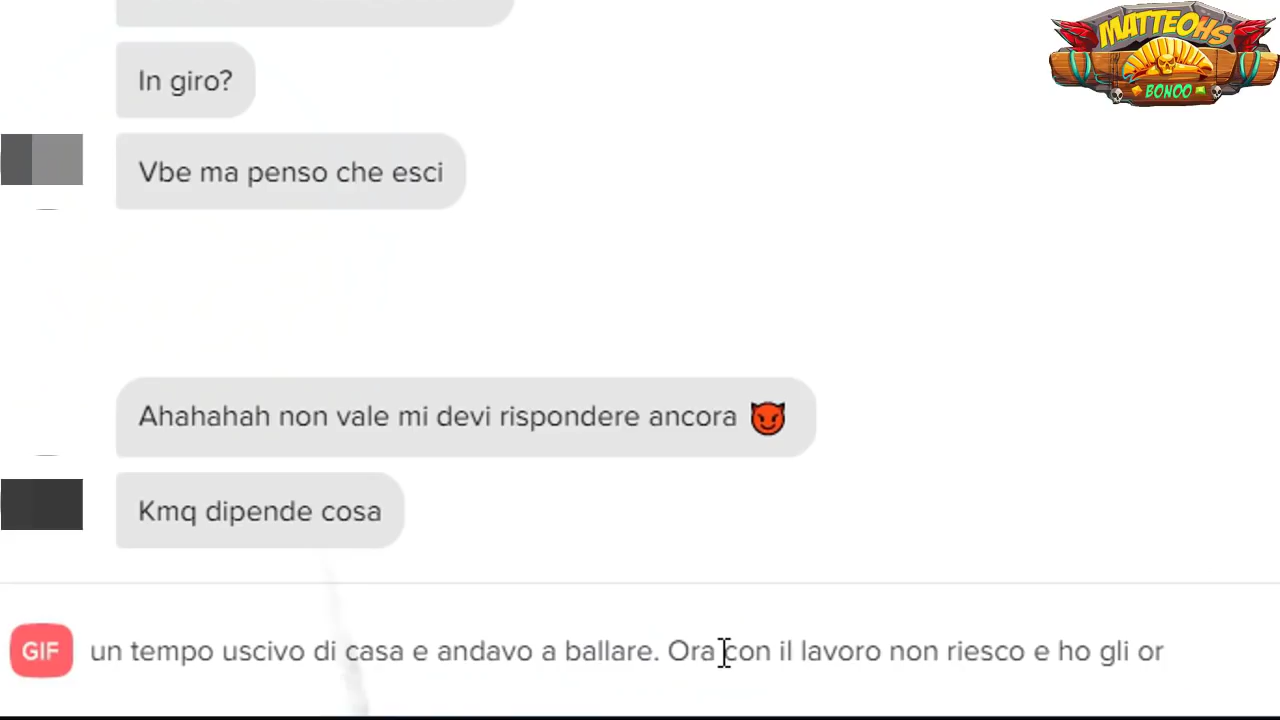 MATTEOHS
BONOO
In giro?
Vbe ma penso che esci
Ahahahah non vale mi devi rispondere ancora 😈
Kmq dipende cosa
GIF
un tempo uscivo di casa e andavo a ballare. Ora con il lavoro non riesco e ho gli or